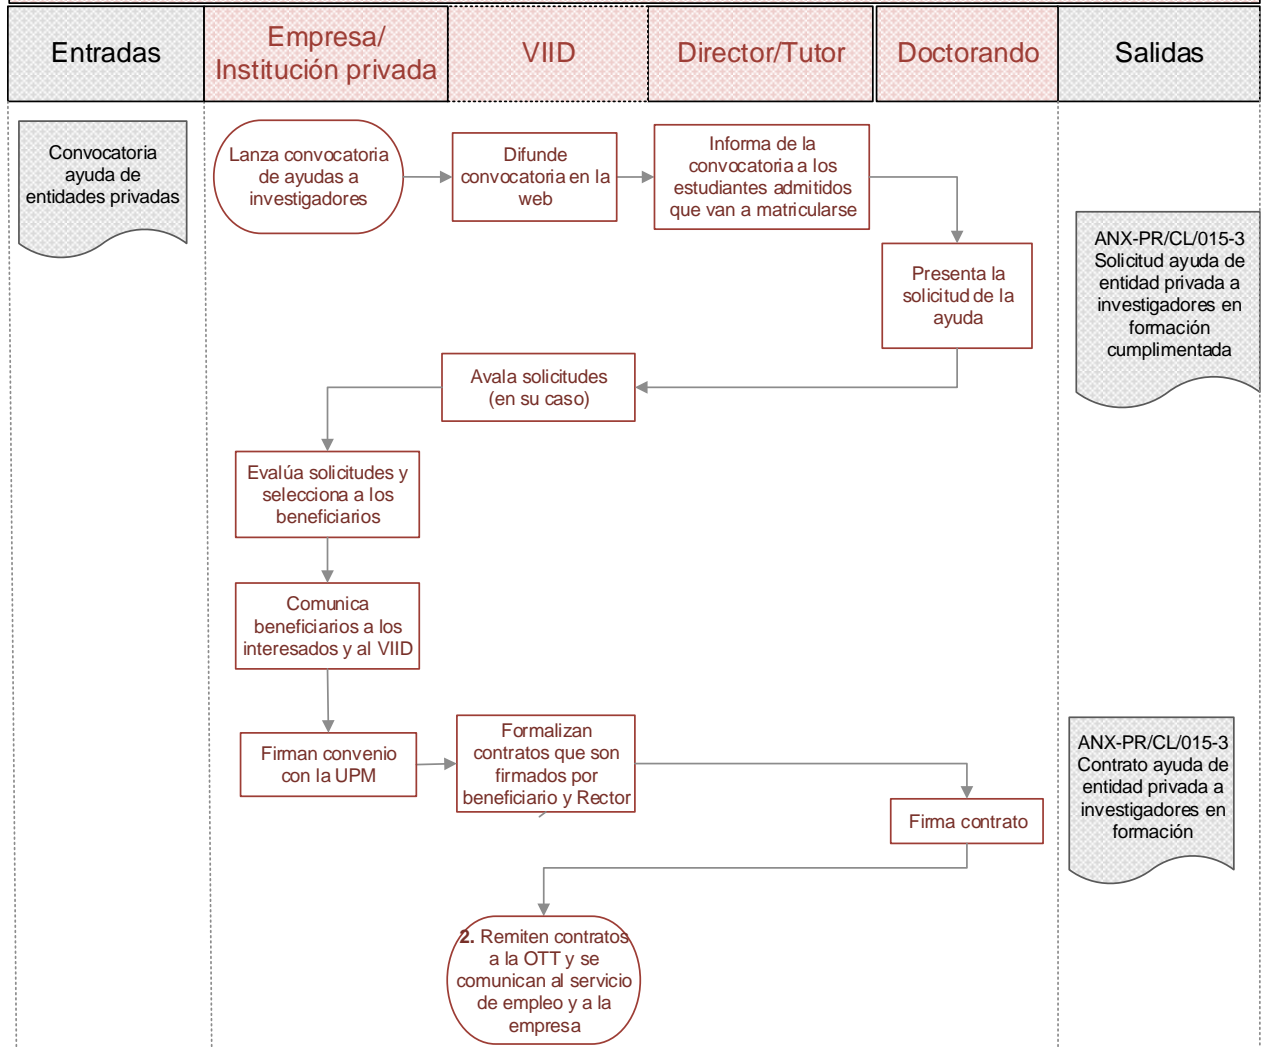 Entradas
Empresa/
Institución privada
VIID
Director/Tutor
Doctorando
Salidas
Convocatoria
ayuda de
entidades privadas
Lanza convocatoria
de ayudas a
investigadores
Difunde
convocatoria en la
web
Informa de la
convocatoria a los
estudiantes admitidos
que van a matricularse
Presenta la
solicitud de la
ayuda
ANX-PR/CL/015-3
Solicitud ayuda de
entidad privada a
investigadores en
formación
cumplimentada
Avala solicitudes
(en su caso)
Evalúa solicitudes y
selecciona a los
beneficiarios
Comunica
beneficiarios a los
interesados y al VIID
Firman convenio
con la UPM
Formalizan
contratos que son
firmados por
beneficiario y Rector
Firma contrato
ANX-PR/CL/015-3
Contrato ayuda de
entidad privada a
investigadores en
formación
2. Remiten contratos
a la OTT y se
comunican al servicio
de empleo y a la
empresa